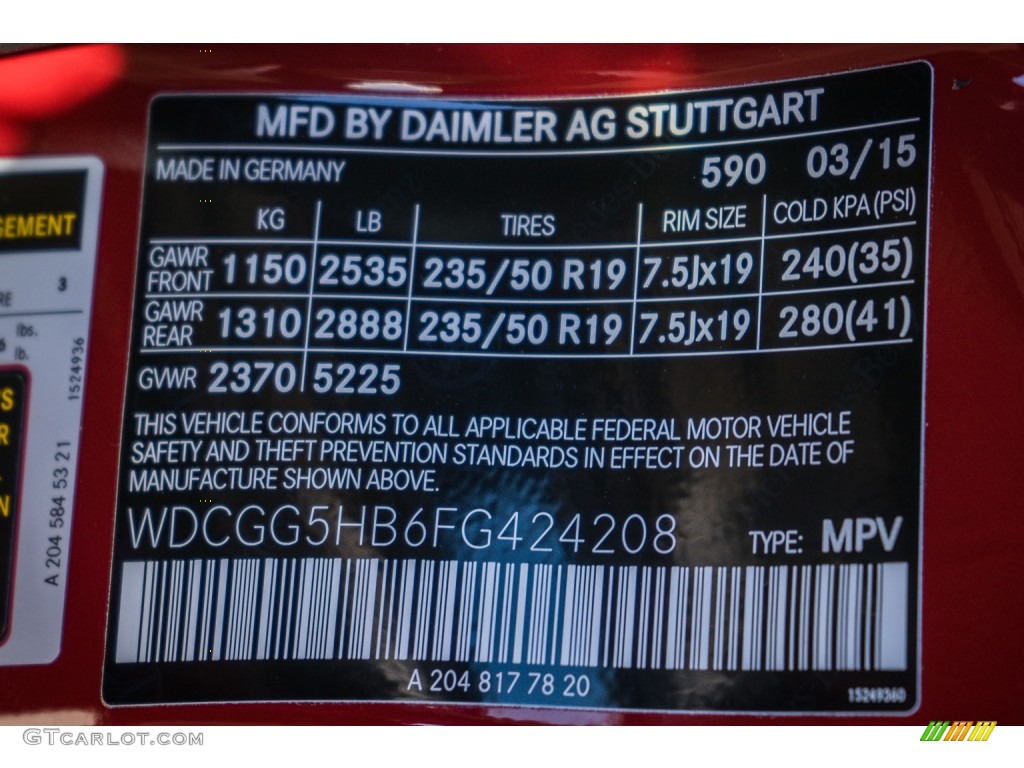 MFD BY DAIMLER AG STUTTGART
MADE IN GERMANY 590 03/15
KG LB TIRES RIM SIZE COLD KPA (PSI)
GAWR FRONT 1150 2535 235/50 R19 7.5Jx19 240(35)
GAWR REAR 1310 2888 235/50 R19 7.5Jx19 280(41)
GVWR 2370 5225
THIS VEHICLE CONFORMS TO ALL APPLICABLE FEDERAL MOTOR VEHICLE
SAFETY AND THEFT PREVENTION STANDARDS IN EFFECT ON THE DATE OF
MANUFACTURE SHOWN ABOVE.
WDCGG5HB6FG424208 TYPE: MPV
A 204 817 78 20
15249360
GEMENT
3
RE
lbs.
lb.
1524936
A 204 584 53 21
GTCARLOT.COM